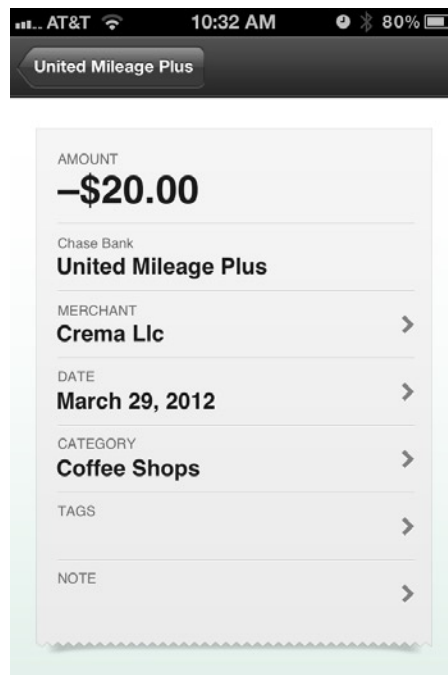 AT&T 10:32 AM 80%
United Mileage Plus
AMOUNT
–$20.00
Chase Bank
United Mileage Plus
MERCHANT
Crema Llc
DATE
March 29, 2012
CATEGORY
Coffee Shops
TAGS
NOTE